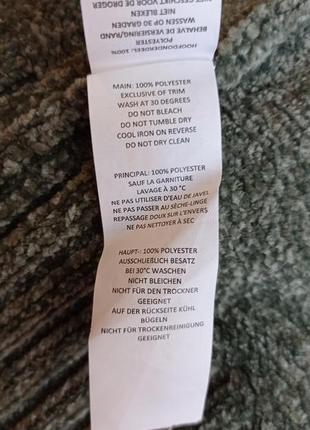 HOOFDONDERDEEL: 100%
POLYESTER
BEHALVE DE VERSIERING/RAND
WASSEN OP 30 GRADEN
NIET BLEKEN
GESCHIKT VOOR DE DROGER
MAIN: 100% POLYESTER
EXCLUSIVE OF TRIM
WASH AT 30 DEGREES
DO NOT BLEACH
DO NOT TUMBLE DRY
COOL IRON ON REVERSE
DO NOT DRY CLEAN
PRINCIPAL: 100% POLYESTER
SAUF LA GARNITURE
LAVAGE À 30 °C
NE PAS UTILISER D'EAU DE JAVEL
NE PAS PASSER AU SÈCHE-LINGE
REPASSAGE DOUX SUR L'ENVERS
NE PAS NETTOYER À SEC
HAUPT-: 100% POLYESTER
AUSSCHLIEßLICH BESATZ
BEI 30°C WASCHEN
NICHT BLEICHEN
NICHT FÜR DEN TROCKNER
GEEIGNET
AUF DER RÜCKSEITE KÜHL
BÜGELN
NICHT FÜR TROCKENREINIGUNG
GEEIGNET